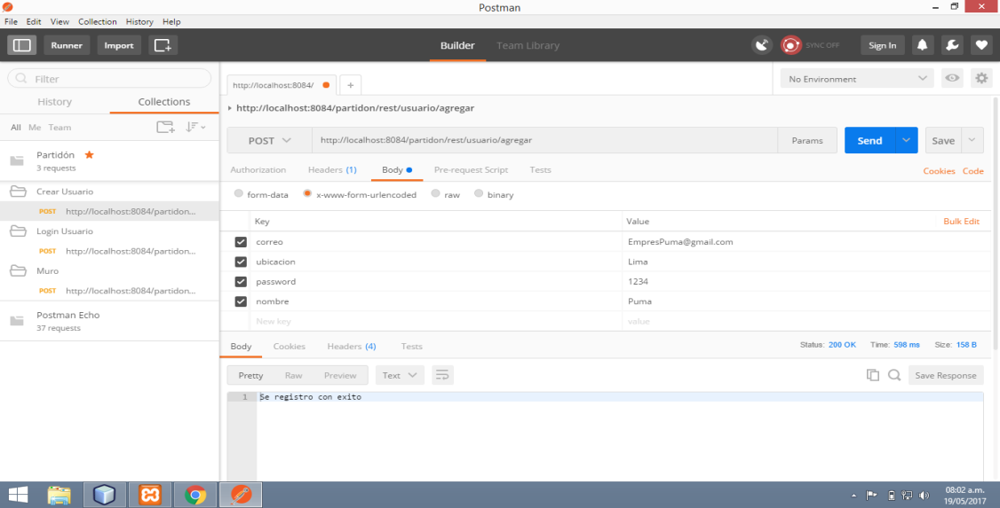 Postman
File Edit View Collection History Help
Runner Import Builder Team Library SYNC OFF Sign In
Filter
History Collections
All Me Team
Partidón
3 requests
Crear Usuario
POST http://localhost:8084/partidon...
Login Usuario
POST http://localhost:8084/partidon...
Muro
POST http://localhost:8084/partidon...
Postman Echo
37 requests
http://localhost:8084/ +
No Environment
http://localhost:8084/partidon/rest/usuario/agregar
POST http://localhost:8084/partidon/rest/usuario/agregar Params Send Save
Authorization Headers (1) Body Pre-request Script Tests Cookies Code
form-data x-www-form-urlencoded raw binary
Key Value Bulk Edit
correo EmpresPuma@gmail.com
ubicacion Lima
password 1234
nombre Puma
New key value
Body Cookies Headers (4) Tests Status: 200 OK Time: 598 ms Size: 158 B
Pretty Raw Preview Text Save Response
1 Se registro con exito
08:02 a.m.
19/05/2017